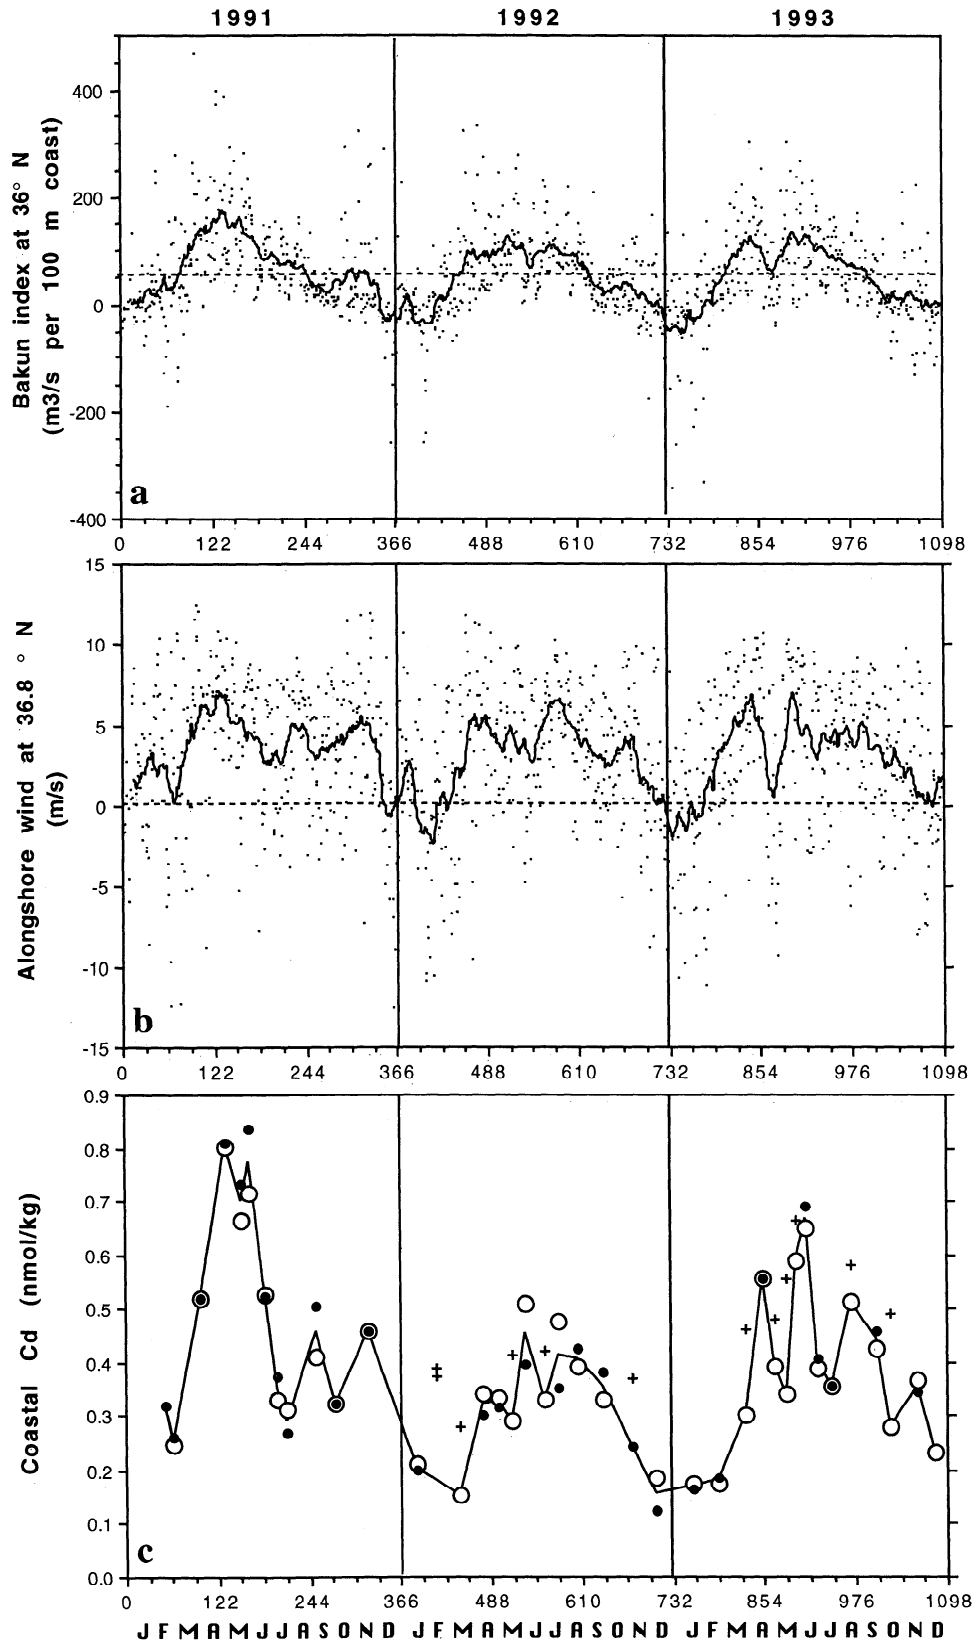 1991 1992 1993
Bakun index at 36° N
(m3/s per 100 m coast)
400
200
0
-200
-400
a
0 122 244 366 488 610 732 854 976 1098
Alongshore wind at 36.8 ° N
(m/s)
15
10
5
0
-5
-10
-15
b
0 122 244 366 488 610 732 854 976 1098
Coastal Cd (nmol/kg)
0.9
0.8
0.7
0.6
0.5
0.4
0.3
0.2
0.1
0.0
c
0 122 244 366 488 610 732 854 976 1098
J F M A M J J A S O N D J F M A M J J A S O N D J F M A M J J A S O N D